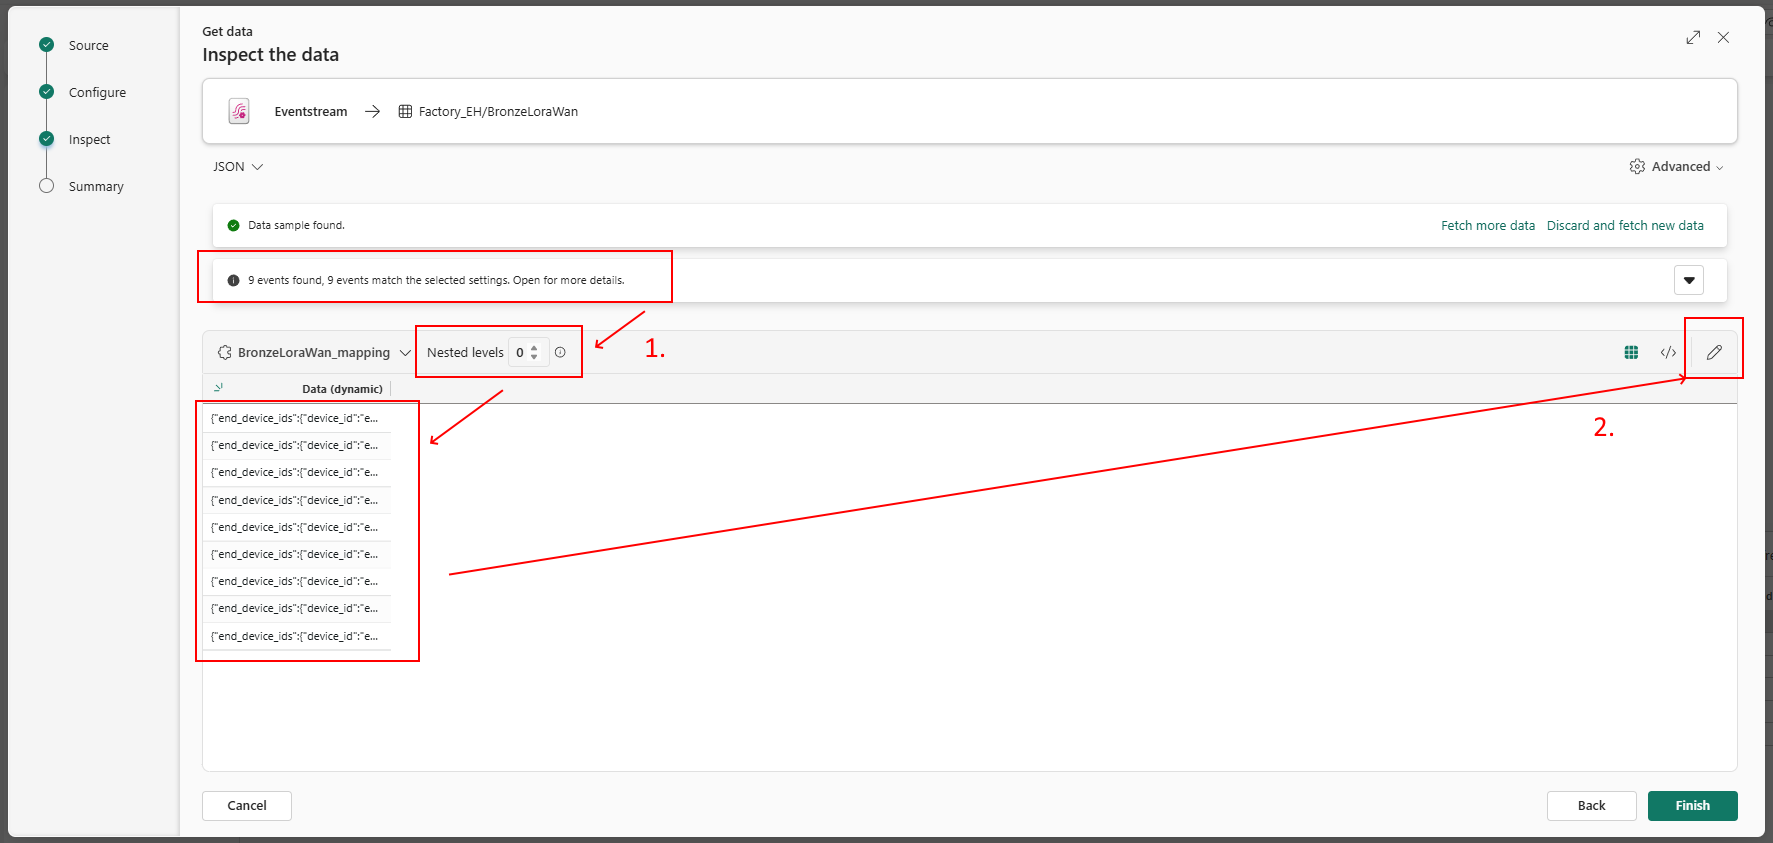 Source
Configure
Inspect
Summary
Get data
Inspect the data
Eventstream → Factory_EH/BronzeLoraWan
JSON
Advanced
Data sample found.
Fetch more data Discard and fetch new data
9 events found, 9 events match the selected settings. Open for more details.
1.
BronzeLoraWan_mapping Nested levels 0
</>
Data (dynamic)
{"end_device_ids":{"device_id":"e...
2.
{"end_device_ids":{"device_id":"e...
{"end_device_ids":{"device_id":"e...
{"end_device_ids":{"device_id":"e...
{"end_device_ids":{"device_id":"e...
{"end_device_ids":{"device_id":"e...
{"end_device_ids":{"device_id":"e...
{"end_device_ids":{"device_id":"e...
{"end_device_ids":{"device_id":"e...
Cancel
Back
Finish